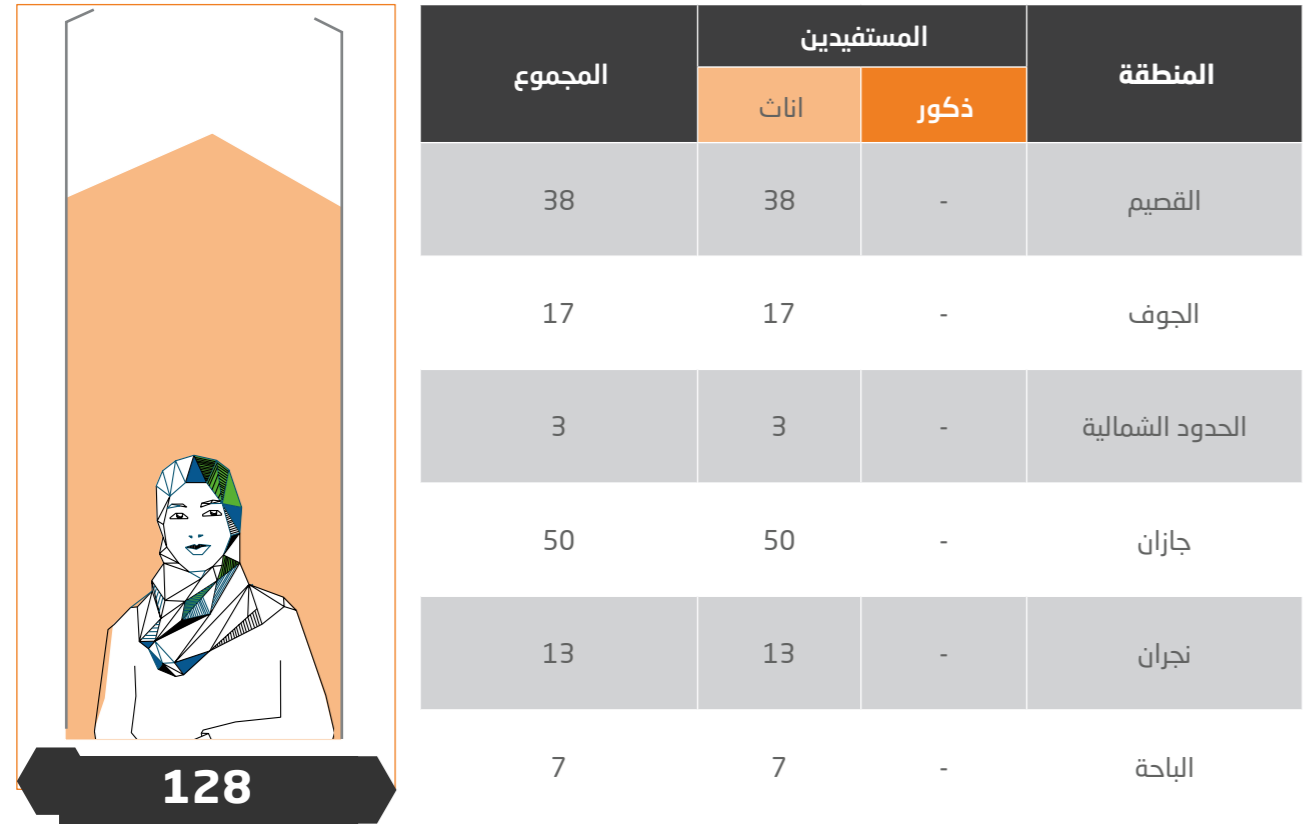 المنطقة المستفيدين المجموع
ذكور اناث
القصيم - 38 38
الجوف - 17 17
الحدود الشمالية - 3 3
جازان - 50 50
نجران - 13 13
الباحة - 7 7
128